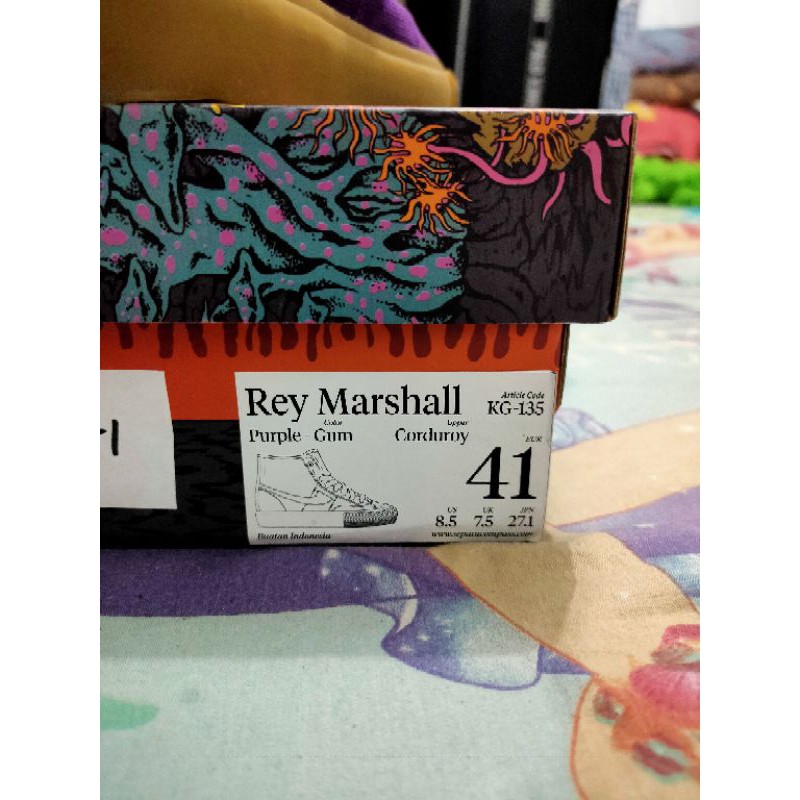 Rey Marshall
Article Code
KG-135
Color
Purple Gum
Upper
Corduroy
EUR
41
US UK JPN
8.5 7.5 27.1
Buatan Indonesia
www.sepatucompass.com